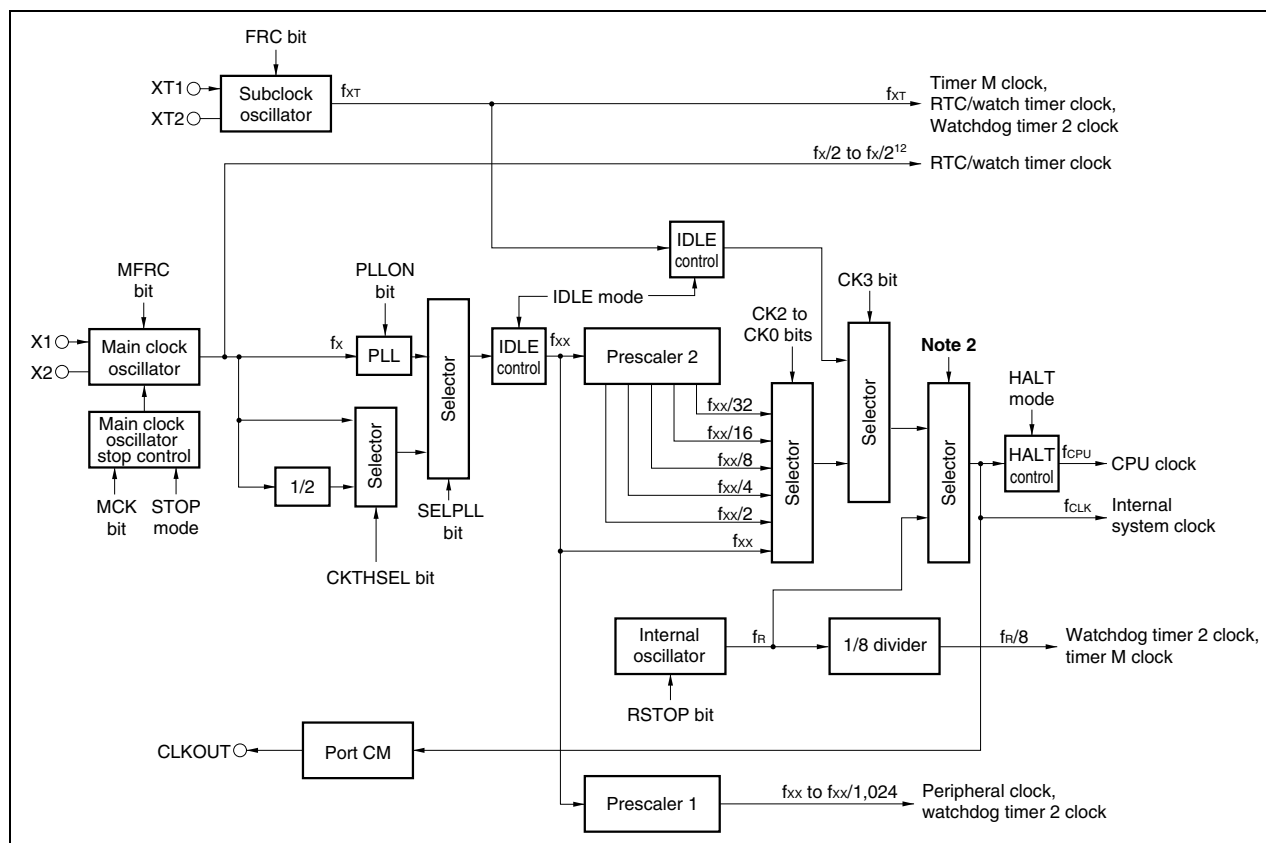 FRC bit
XT1
XT2
Subclock
oscillator
fXT
fXT
Timer M clock,
RTC/watch timer clock,
Watchdog timer 2 clock
fX/2 to fX/2¹²
RTC/watch timer clock
IDLE
control
MFRC
bit
PLLON
bit
IDLE mode
CK3 bit
CK2 to
CK0 bits
X1
X2
Main clock
oscillator
fX
PLL
Selector
IDLE
control
fXX
Prescaler 2
Selector
Note 2
HALT
mode
Main clock
oscillator
stop control
Selector
1/2
MCK
bit
STOP
mode
SELPLL
bit
CKTHSEL bit
fXX/32
fXX/16
fXX/8
fXX/4
fXX/2
fXX
Selector
Selector
HALT
control
fCPU
CPU clock
fCLK
Internal
system clock
Internal
oscillator
fR
1/8 divider
fR/8
Watchdog timer 2 clock,
timer M clock
RSTOP bit
CLKOUT
Port CM
Prescaler 1
fXX to fXX/1,024
Peripheral clock,
watchdog timer 2 clock